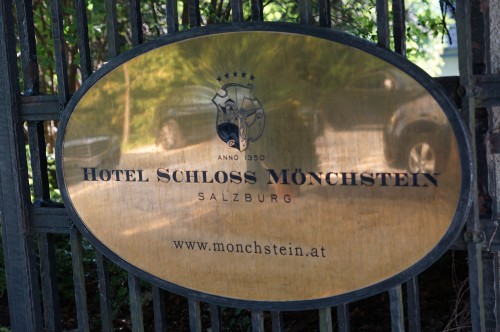 ANNO 1350
HOTEL SCHLOSS MÖNCHSTEIN
SALZBURG
www.monchstein.at